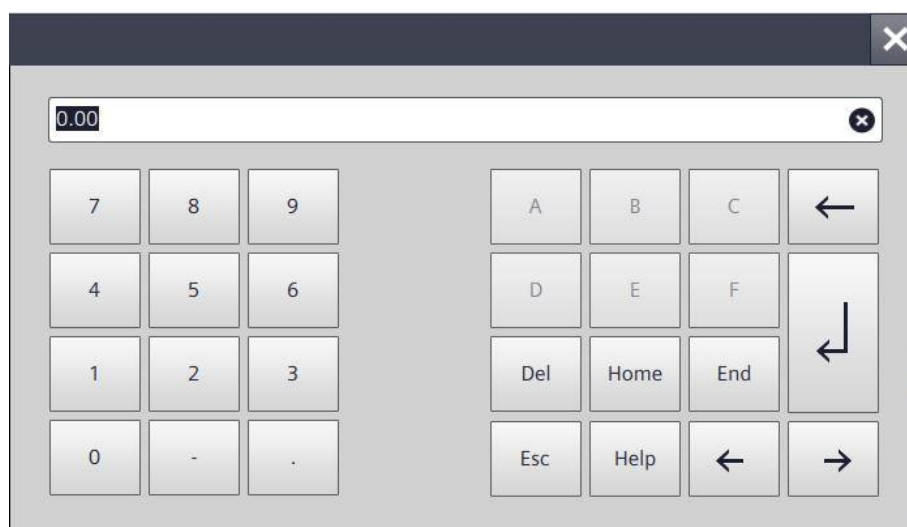 0.00
7 8 9 A B C ←
4 5 6 D E F ↵
1 2 3 Del Home End
0 - . Esc Help ← →